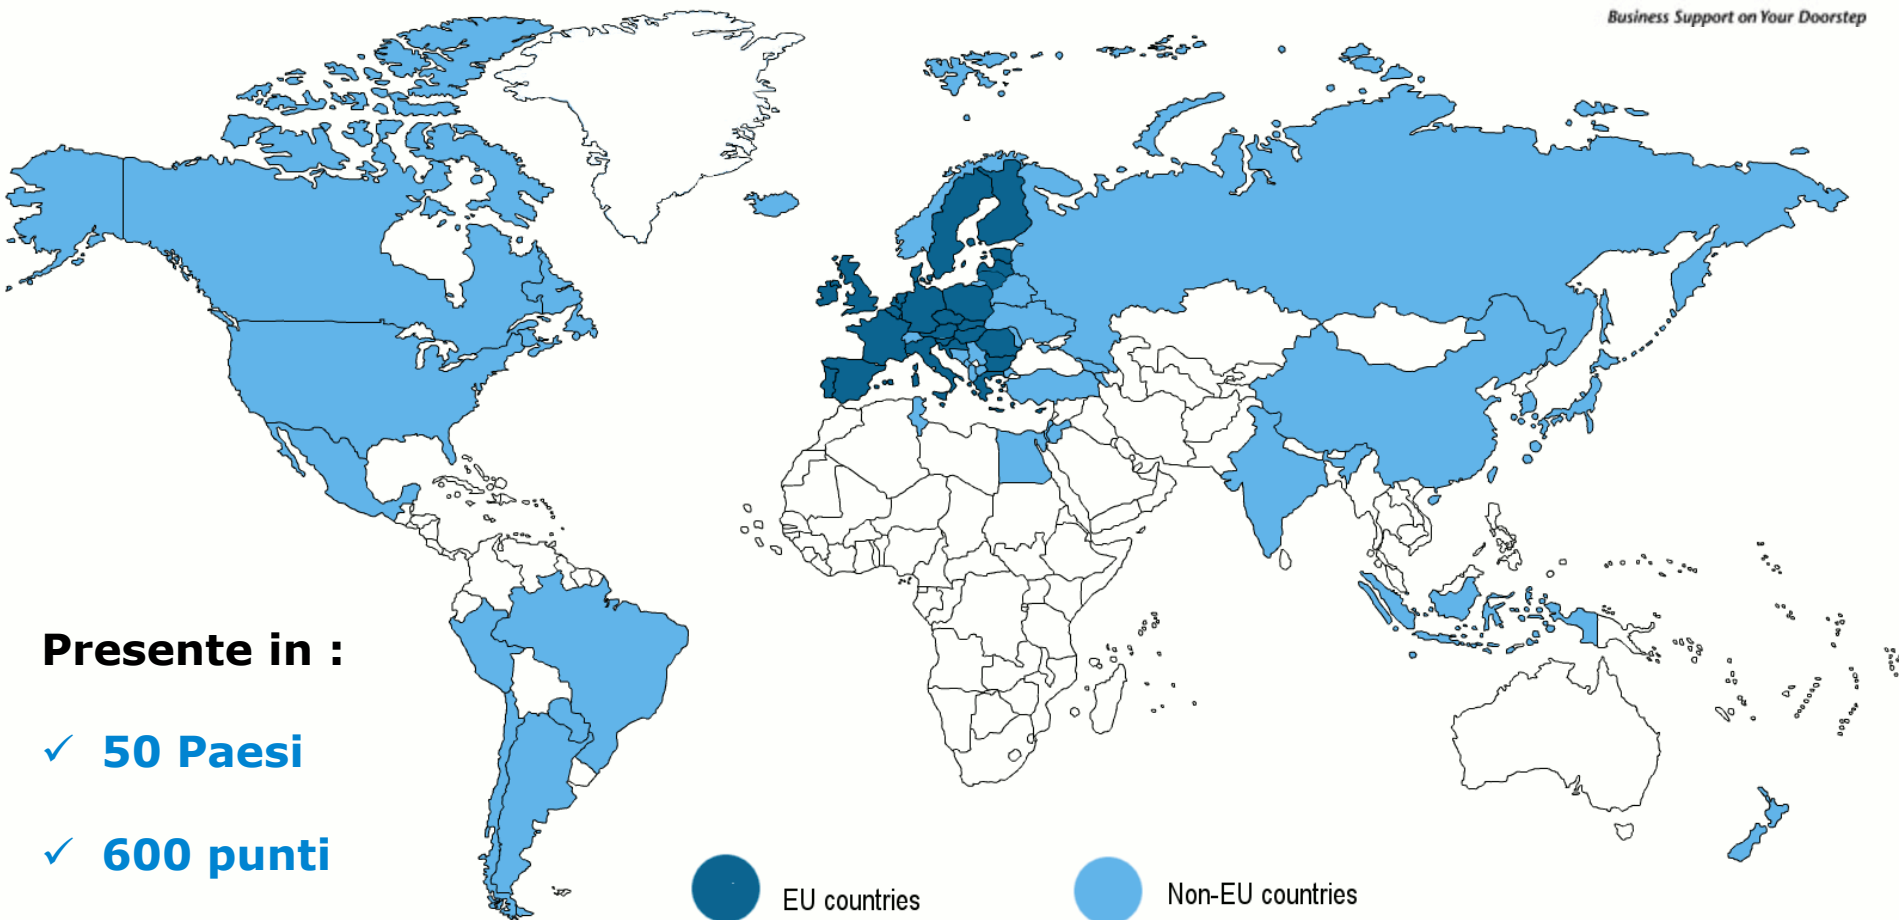 Business Support on Your Doorstep
Presente in :
✓ 50 Paesi
✓ 600 punti
EU countries
Non-EU countries